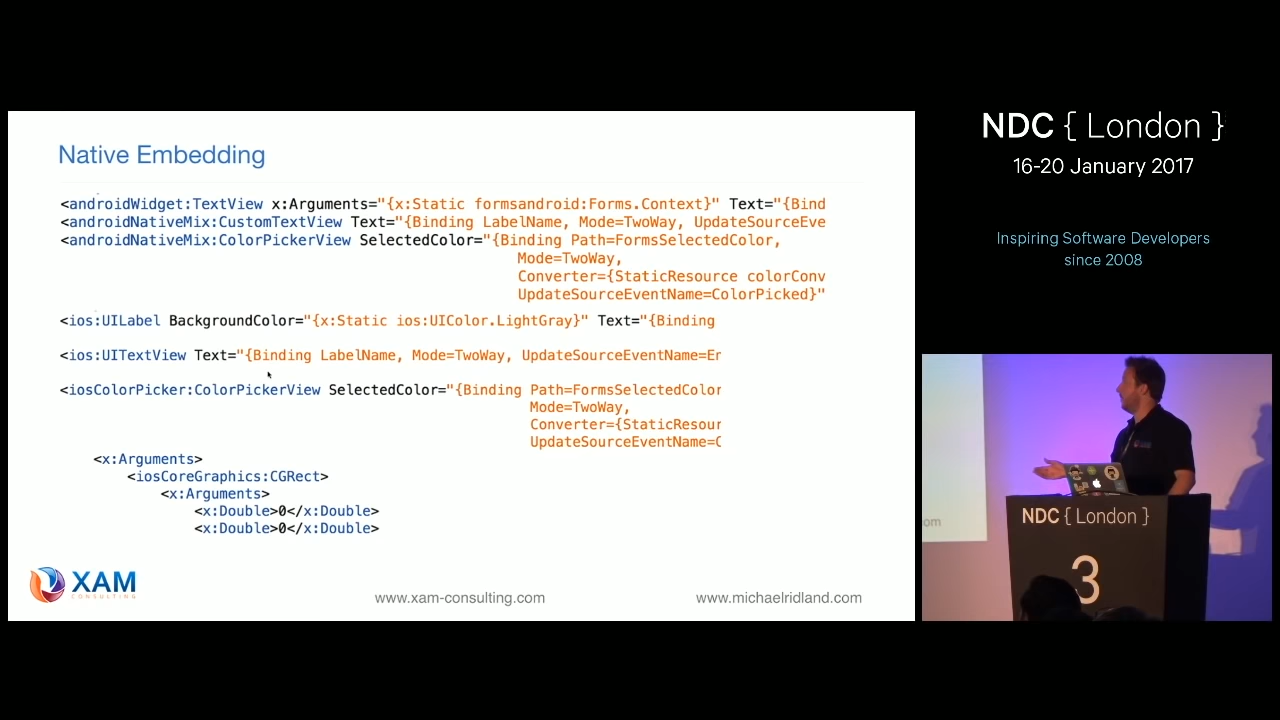 Native Embedding
<androidWidget:TextView x:Arguments="{x:Static formsandroid:Forms.Context}" Text="{Bind
<androidNativeMix:CustomTextView Text="{Binding LabelName, Mode=TwoWay, UpdateSourceEve
<androidNativeMix:ColorPickerView SelectedColor="{Binding Path=FormsSelectedColor,
Mode=TwoWay,
Converter={StaticResource colorConv
UpdateSourceEventName=ColorPicked}"
<ios:UILabel BackgroundColor="{x:Static ios:UIColor.LightGray}" Text="{Binding
<ios:UITextView Text="{Binding LabelName, Mode=TwoWay, UpdateSourceEventName=En
<iosColorPicker:ColorPickerView SelectedColor="{Binding Path=FormsSelectedColor
Mode=TwoWay,
Converter={StaticResour
UpdateSourceEventName=C
<x:Arguments>
<iosCoreGraphics:CGRect>
<x:Arguments>
<x:Double>0</x:Double>
<x:Double>0</x:Double>
XAM
CONSULTING
www.xam-consulting.com
www.michaelridland.com
NDC { London }
16-20 January 2017
Inspiring Software Developers
since 2008
om
NDC { London }
3